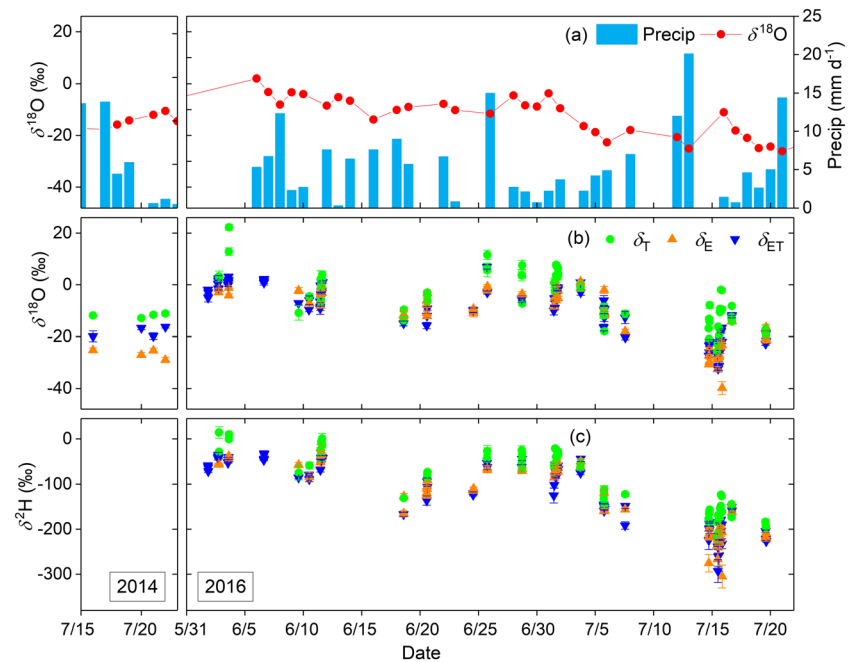 (a) Precip δ¹⁸O
20
0
-20
-40
δ¹⁸O (‰)
25
20
15
10
5
0
Precip (mm d⁻¹)
(b) δT δE δET
20
0
-20
-40
δ¹⁸O (‰)
(c)
0
-100
-200
-300
δ²H (‰)
2014 2016
7/15 7/20 5/31 6/5 6/10 6/15 6/20 6/25 6/30 7/5 7/10 7/15 7/20
Date